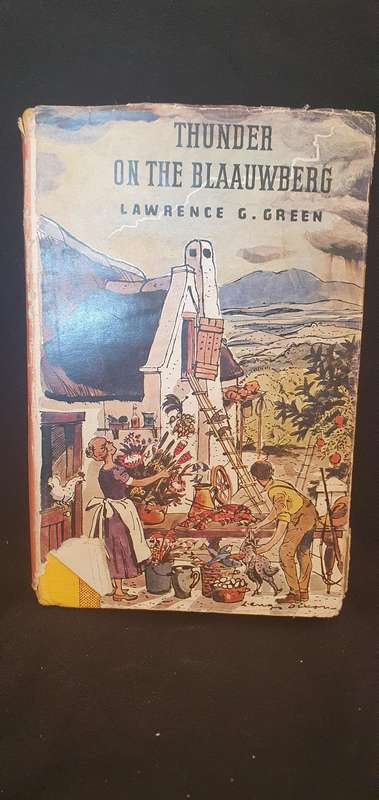 THUNDER
ON THE BLAAUWBERG
LAWRENCE G. GREEN